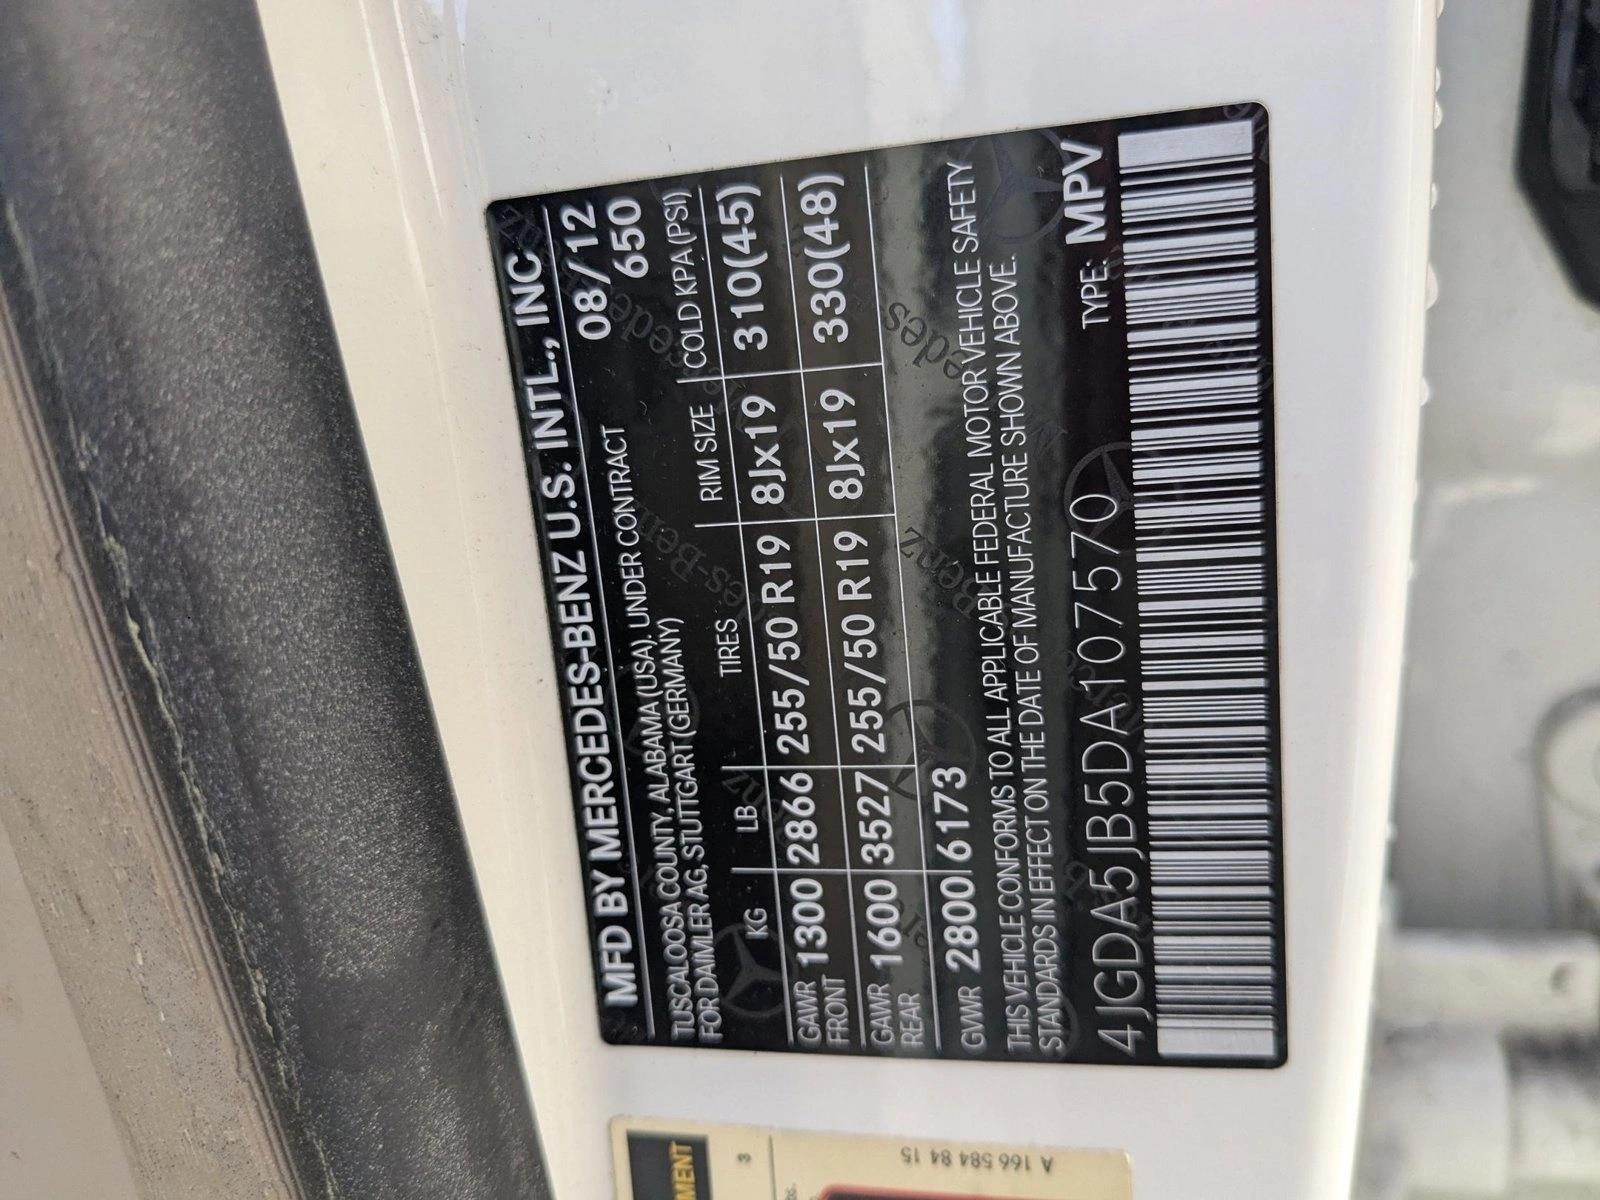 MFD BY MERCEDES-BENZ U.S. INTL., INC
TUSCALOOSA COUNTY, ALABAMA (USA). UNDER CONTRACT 08/12
FOR DAIMLER AG, STUTTGART (GERMANY) 650
KG LB TIRES RIM SIZE COLD KPA (PSI)
GAWR FRONT 1300 2866 255/50 R19 8Jx19 310(45)
GAWR REAR 1600 3527 255/50 R19 8Jx19 330(48)
GVWR 2800 6173
THIS VEHICLE CONFORMS TO ALL APPLICABLE FEDERAL MOTOR VEHICLE SAFETY
STANDARDS IN EFFECT ON THE DATE OF MANUFACTURE SHOWN ABOVE.
4JGDA5JB5DA107570 TYPE: MPV
3
A 166 584 84 15